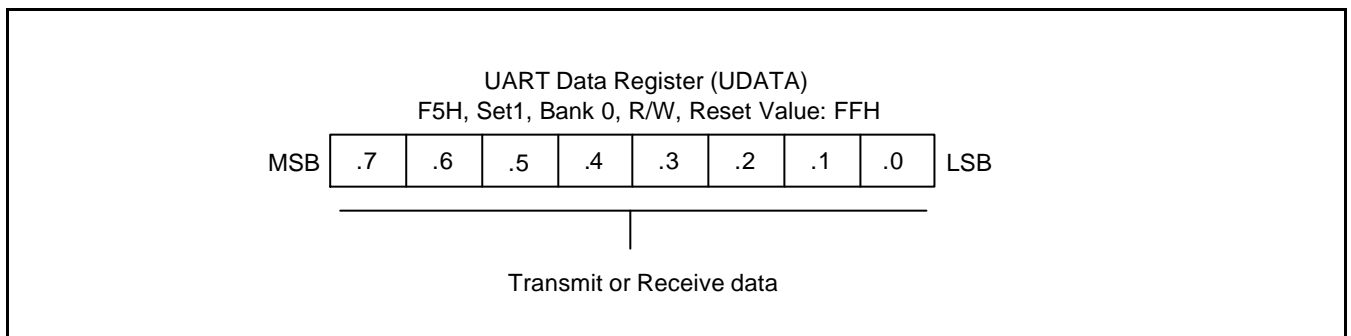 UART Data Register (UDATA)
F5H, Set1, Bank 0, R/W, Reset Value: FFH
MSB .7 .6 .5 .4 .3 .2 .1 .0 LSB
Transmit or Receive data